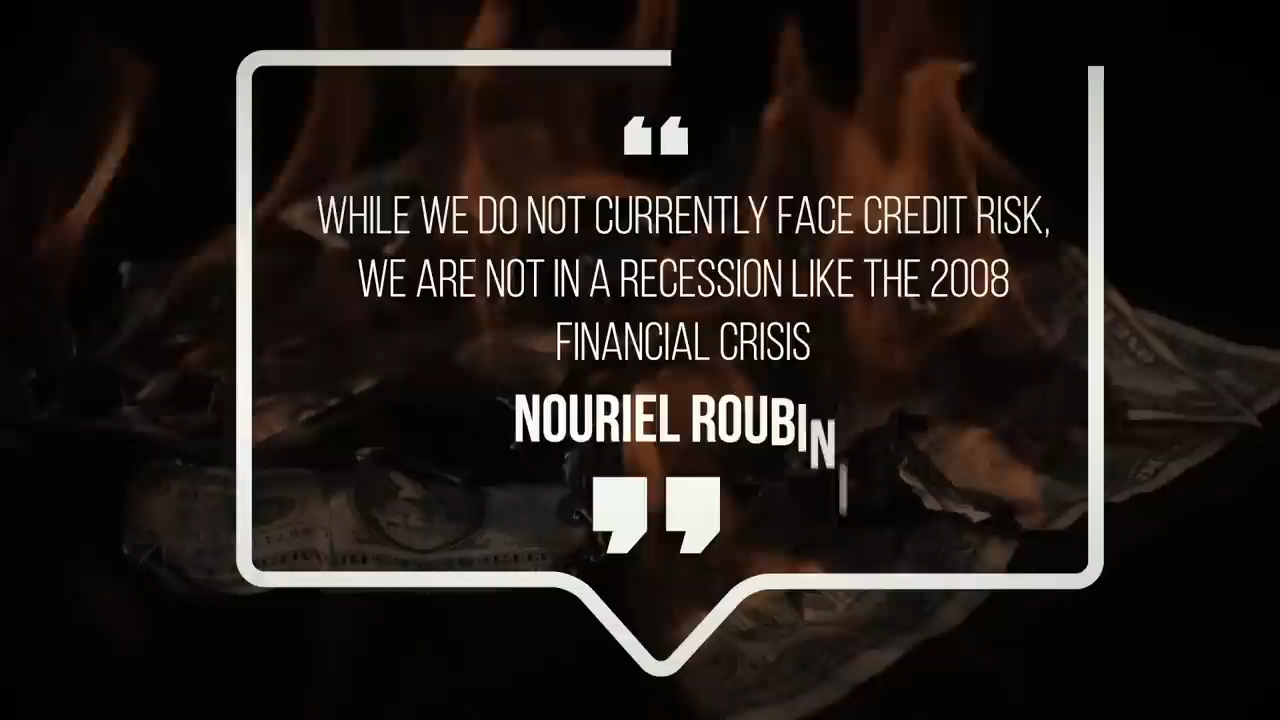 “
WHILE WE DO NOT CURRENTLY FACE CREDIT RISK,
WE ARE NOT IN A RECESSION LIKE THE 2008
FINANCIAL CRISIS
NOURIEL ROUBINI
”